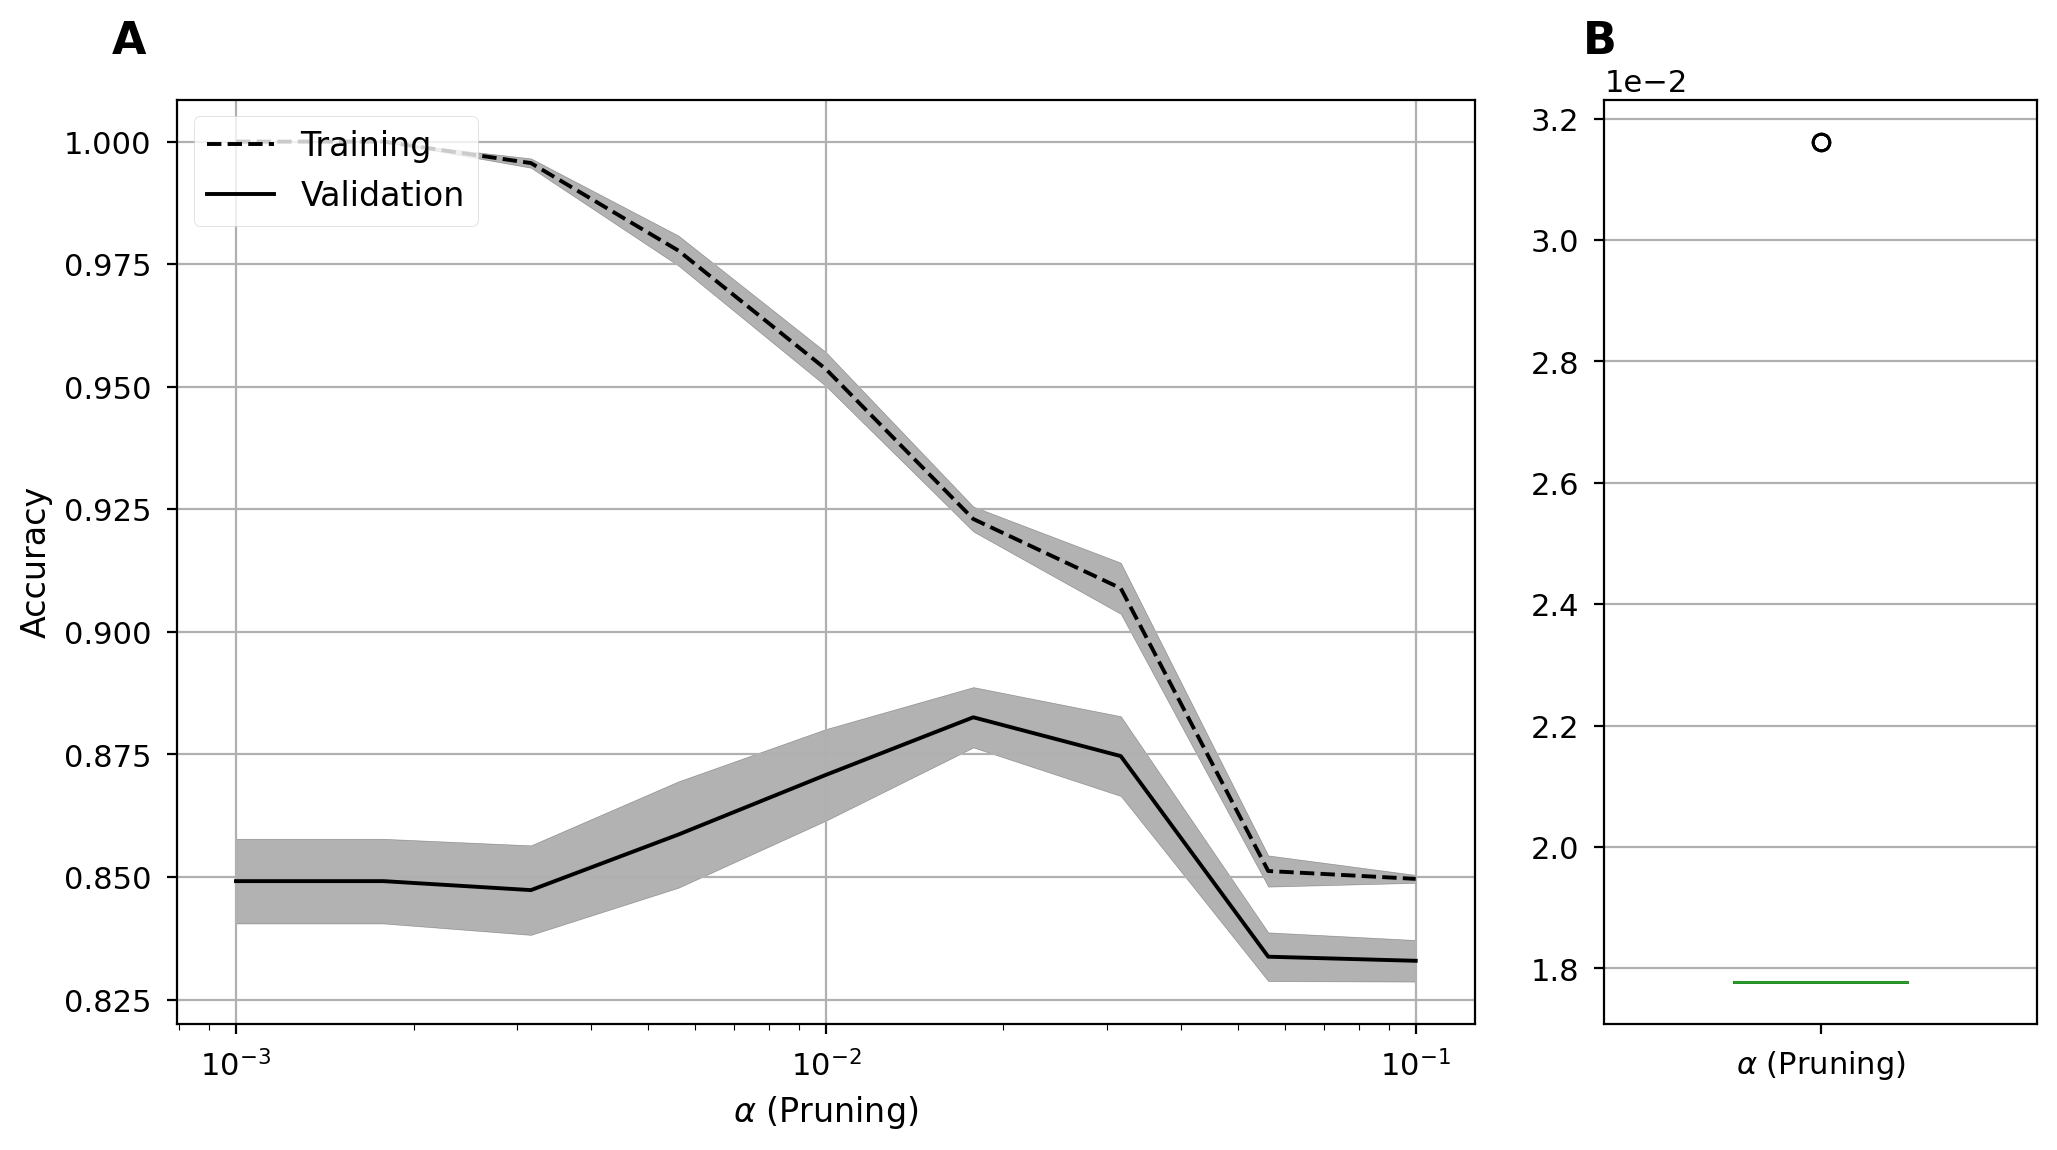 A
Training
Validation
1.000
0.975
0.950
0.925
0.900
0.875
0.850
0.825
Accuracy
10⁻³
10⁻²
10⁻¹
α (Pruning)
B
1e−2
3.2
3.0
2.8
2.6
2.4
2.2
2.0
1.8
α (Pruning)